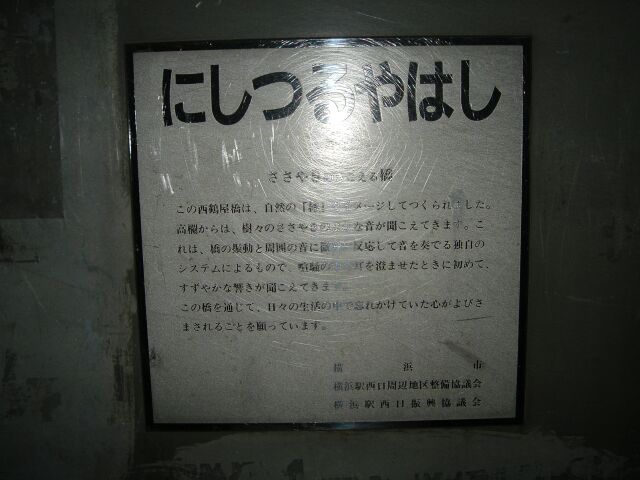 にしつるやはし
ささやきの聞こえる橋
この西鶴屋橋は、自然の「樹」をイメージしてつくられました。
高欄からは、樹々のささやきのような音が聞こえてきます。こ
れは、橋の振動と周囲の音に微妙に反応して音を奏でる独自の
システムによるもので、喧騒の中で耳を澄ませたときに初めて、
すずやかな響きが聞こえてきます。
この橋を通じて、日々の生活の中で忘れかけていた心がよびさ
まされることを願っています。
横浜市
横浜駅西口周辺地区整備協議会
横浜駅西口振興協議会